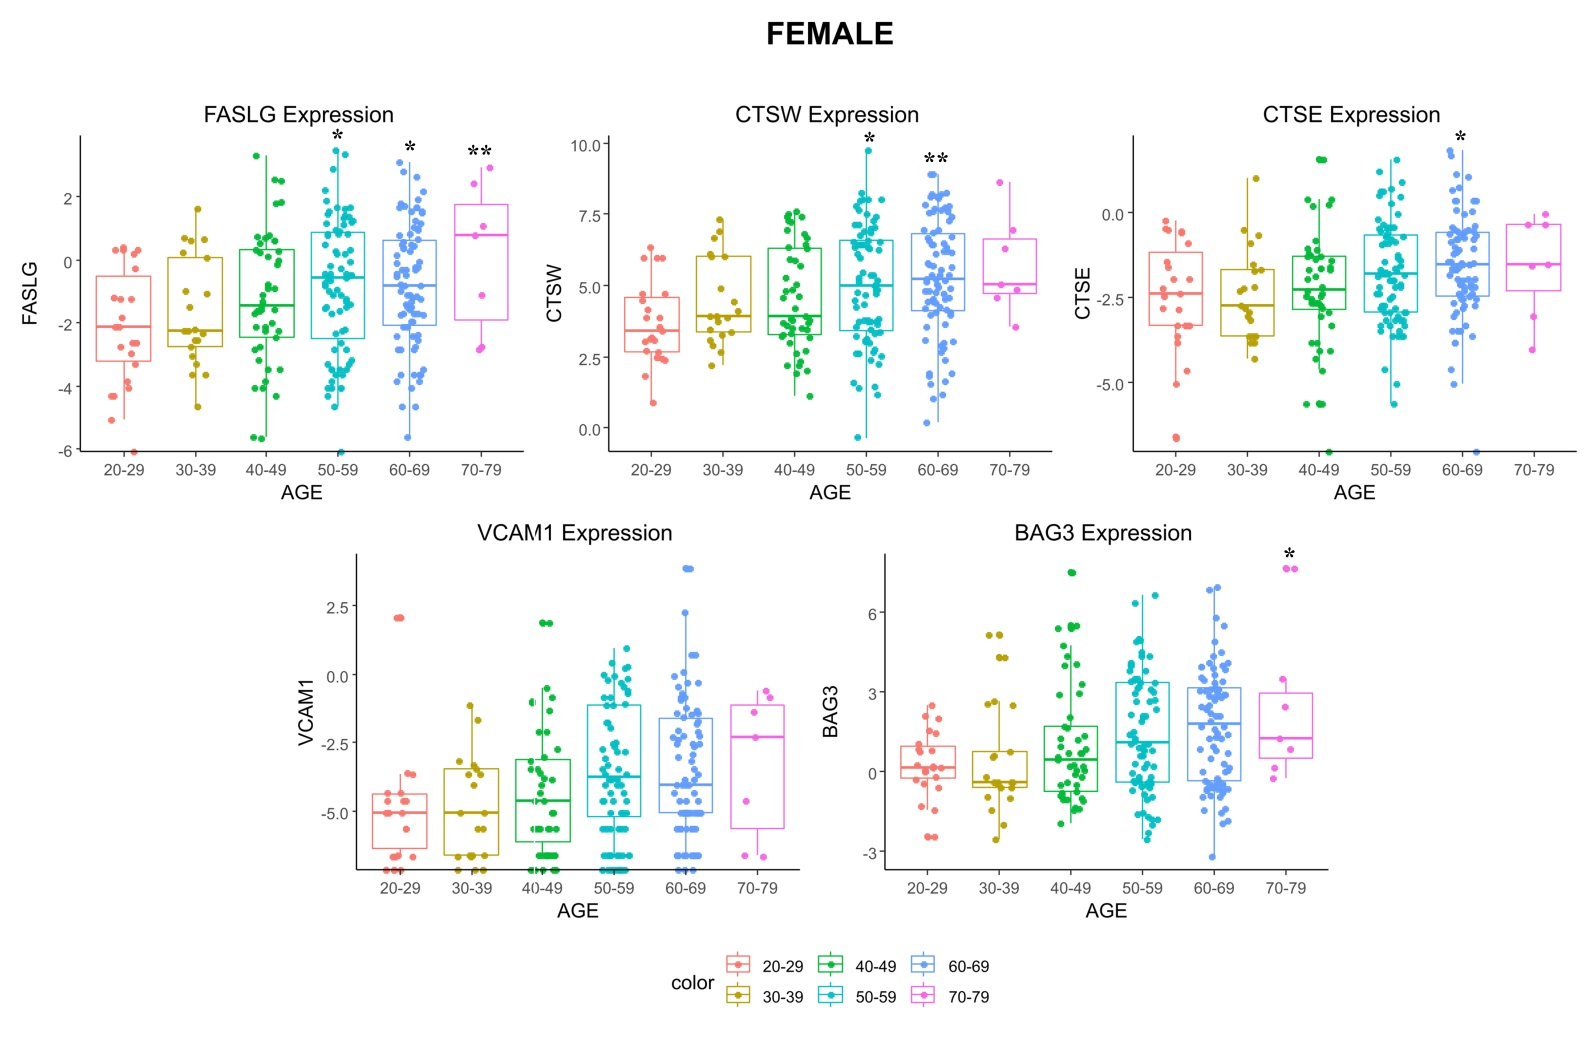 FEMALE
FASLG Expression
* * **
FASLG
2
0
-2
-4
-6
20-29 30-39 40-49 50-59 60-69 70-79
AGE
CTSW Expression
* **
CTSW
10.0
7.5
5.0
2.5
0.0
20-29 30-39 40-49 50-59 60-69 70-79
AGE
CTSE Expression
*
CTSE
0.0
-2.5
-5.0
20-29 30-39 40-49 50-59 60-69 70-79
AGE
VCAM1 Expression
VCAM1
2.5
0.0
-2.5
-5.0
20-29 30-39 40-49 50-59 60-69 70-79
AGE
BAG3 Expression
*
BAG3
6
3
0
-3
20-29 30-39 40-49 50-59 60-69 70-79
AGE
color
20-29 40-49 60-69
30-39 50-59 70-79